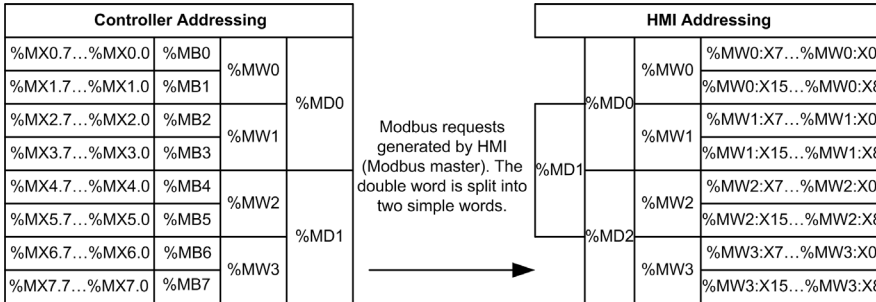 Controller Addressing
HMI Addressing
%MX0.7...%MX0.0 %MB0 %MW0 %MD0
%MX1.7...%MX1.0 %MB1
%MX2.7...%MX2.0 %MB2 %MW1
%MX3.7...%MX3.0 %MB3
%MX4.7...%MX4.0 %MB4 %MW2 %MD1
%MX5.7...%MX5.0 %MB5
%MX6.7...%MX6.0 %MB6 %MW3
%MX7.7...%MX7.0 %MB7
Modbus requests
generated by HMI
(Modbus master). The
double word is split into
two simple words.
%MD0 %MW0 %MW0:X7...%MW0:X0
%MW0:X15...%MW0:X8
%MD1 %MW1 %MW1:X7...%MW1:X0
%MW1:X15...%MW1:X8
%MD2 %MW2 %MW2:X7...%MW2:X0
%MW2:X15...%MW2:X8
%MW3 %MW3:X7...%MW3:X0
%MW3:X15...%MW3:X8